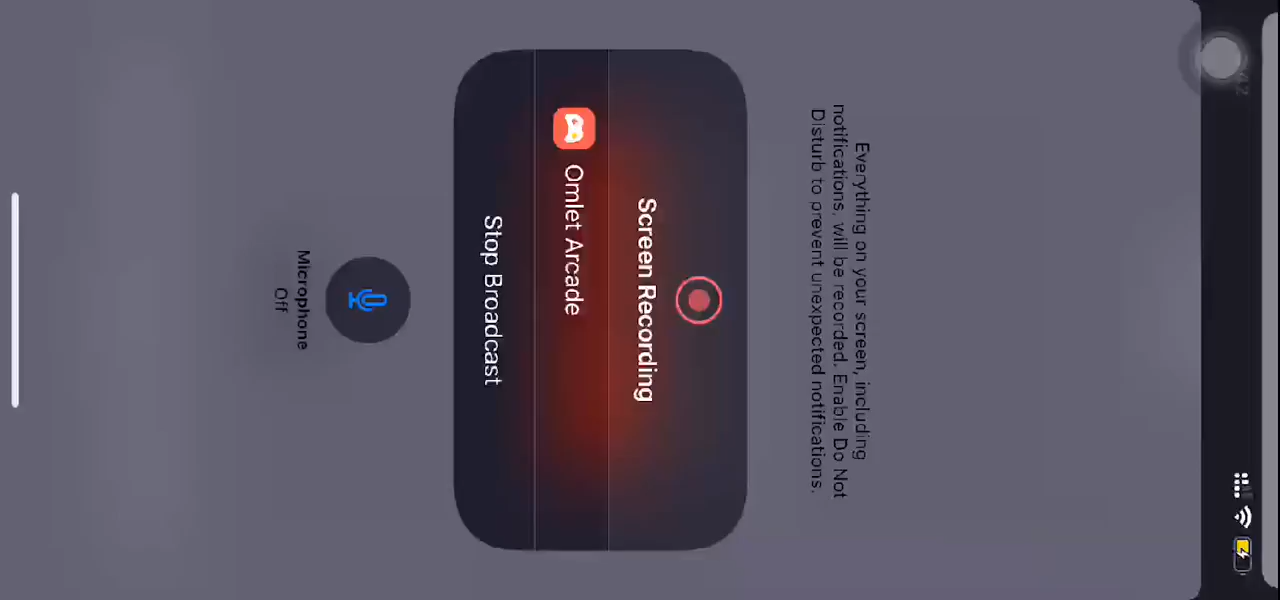 Everything on your screen, including
notifications, will be recorded. Enable Do Not
Disturb to prevent unexpected notifications.
Screen Recording
Omlet Arcade
Stop Broadcast
Microphone
Off